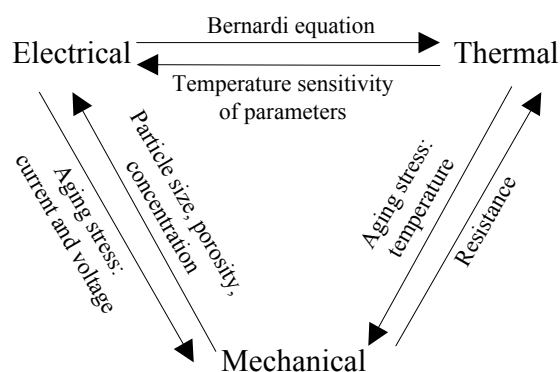 Bernardi equation
Electrical
Thermal
Temperature sensitivity
of parameters
Aging stress:
current and voltage
Particle size, porosity,
concentration
Aging stress:
temperature
Resistance
Mechanical